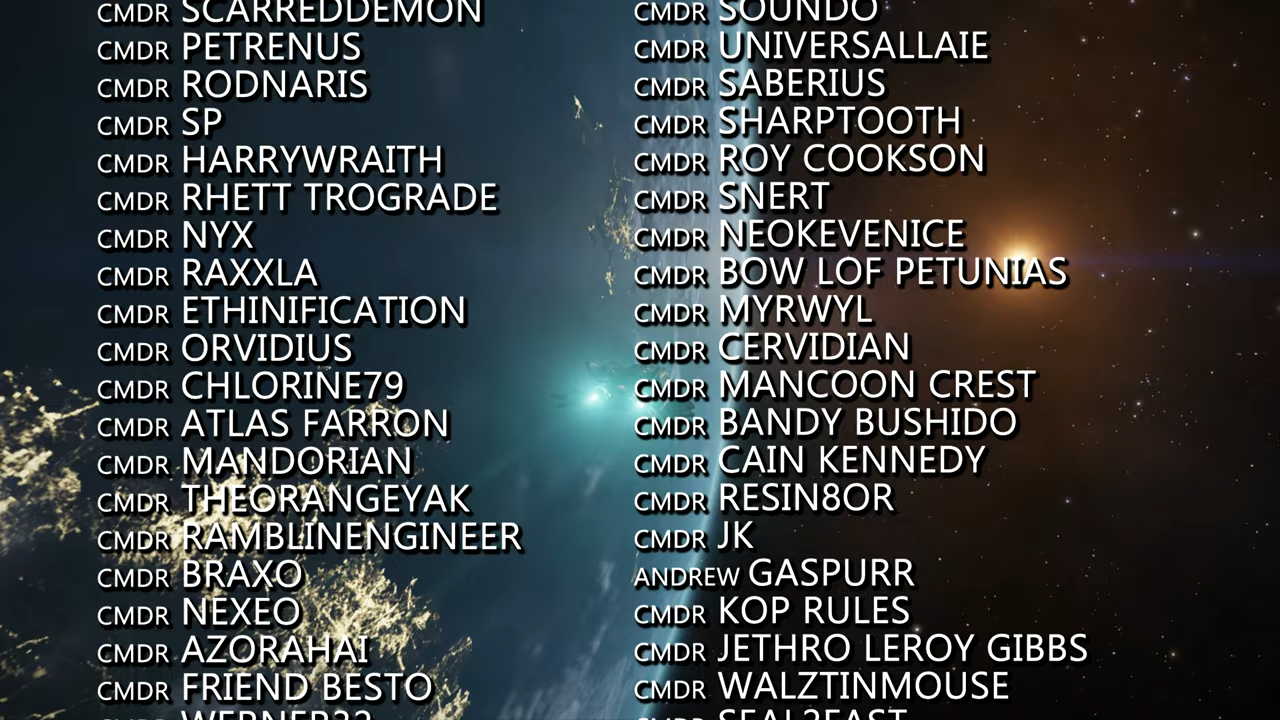 CMDR SCARREDDEMON
CMDR PETRENUS
CMDR RODNARIS
CMDR SP
CMDR HARRYWRAITH
CMDR RHETT TROGRADE
CMDR NYX
CMDR RAXXLA
CMDR ETHINIFICATION
CMDR ORVIDIUS
CMDR CHLORINE79
CMDR ATLAS FARRON
CMDR MANDORIAN
CMDR THEORANGEYAK
CMDR RAMBLINENGINEER
CMDR BRAXO
CMDR NEXEO
CMDR AZORAHAI
CMDR FRIEND BESTO
CMDR WERNER22
CMDR SOUNDO
CMDR UNIVERSALLAIE
CMDR SABERIUS
CMDR SHARPTOOTH
CMDR ROY COOKSON
CMDR SNERT
CMDR NEOKEVENICE
CMDR BOW LOF PETUNIAS
CMDR MYRWYL
CMDR CERVIDIAN
CMDR MANCOON CREST
CMDR BANDY BUSHIDO
CMDR CAIN KENNEDY
CMDR RESIN8OR
CMDR JK
ANDREW GASPURR
CMDR KOP RULES
CMDR JETHRO LEROY GIBBS
CMDR WALZTINMOUSE
CMDR